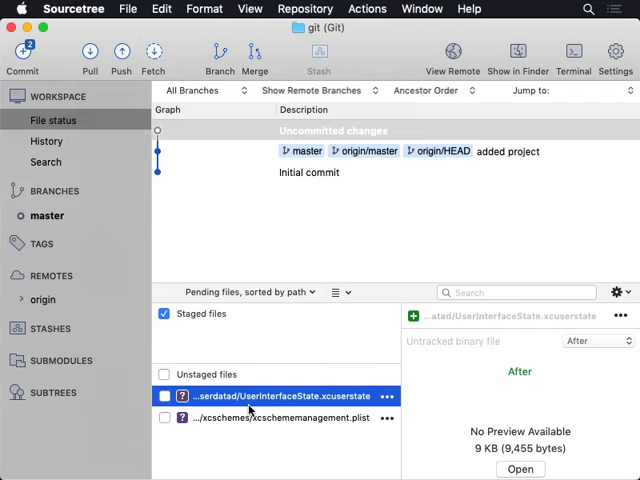 Sourcetree File Edit Format View Repository Actions Window Help
git (Git)
2
Commit Pull Push Fetch Branch Merge Stash View Remote Show in Finder Terminal Settings
All Branches Show Remote Branches Ancestor Order Jump to:
Graph Description
Uncommitted changes
master origin/master origin/HEAD added project
Initial commit
WORKSPACE
File status
History
Search
BRANCHES
master
TAGS
REMOTES
origin
STASHES
SUBMODULES
SUBTREES
Pending files, sorted by path Search
Staged files
Unstaged files
? ...serdatad/UserInterfaceState.xcuserstate •••
? .../xcschemes/xcschememanagement.plist •••
...atad/UserInterfaceState.xcuserstate •••
Untracked binary file After
After
No Preview Available
9 KB (9,455 bytes)
Open